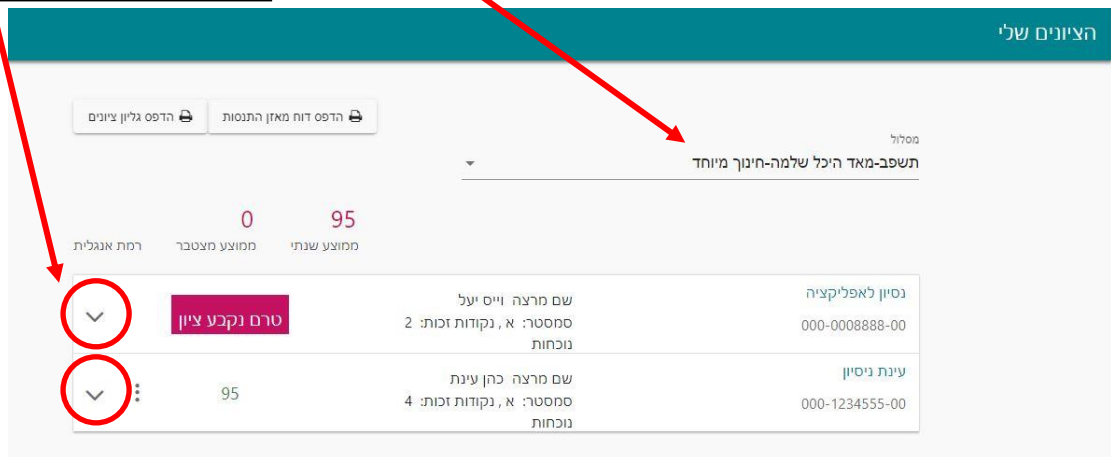 הציונים שלי
הדפס דוח מאזן התנסות
הדפס גליון ציונים
מסלול
תשפב-מאד היכל שלמה-חינוך מיוחד
95
0
ממוצע שנתי
ממוצע מצטבר
רמת אנגלית
נסיון לאפליקציה
000-0008888-00
שם מרצה וייס יעל
סמסטר: א , נקודות זכות: 2
נוכחות
טרם נקבע ציון
עינת ניסיון
000-1234555-00
שם מרצה כהן עינת
סמסטר: א , נקודות זכות: 4
נוכחות
95